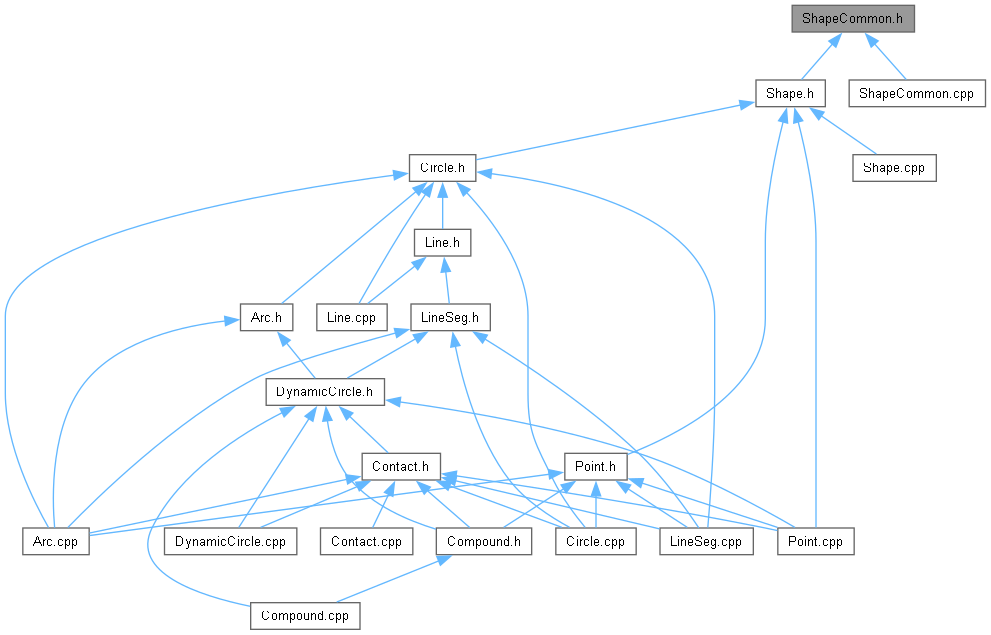 ShapeCommon.h
Shape.h
ShapeCommon.cpp
Circle.h
Shape.cpp
Line.h
Arc.h
Line.cpp
LineSeg.h
DynamicCircle.h
Contact.h
Point.h
Arc.cpp
DynamicCircle.cpp
Contact.cpp
Compound.h
Circle.cpp
LineSeg.cpp
Point.cpp
Compound.cpp